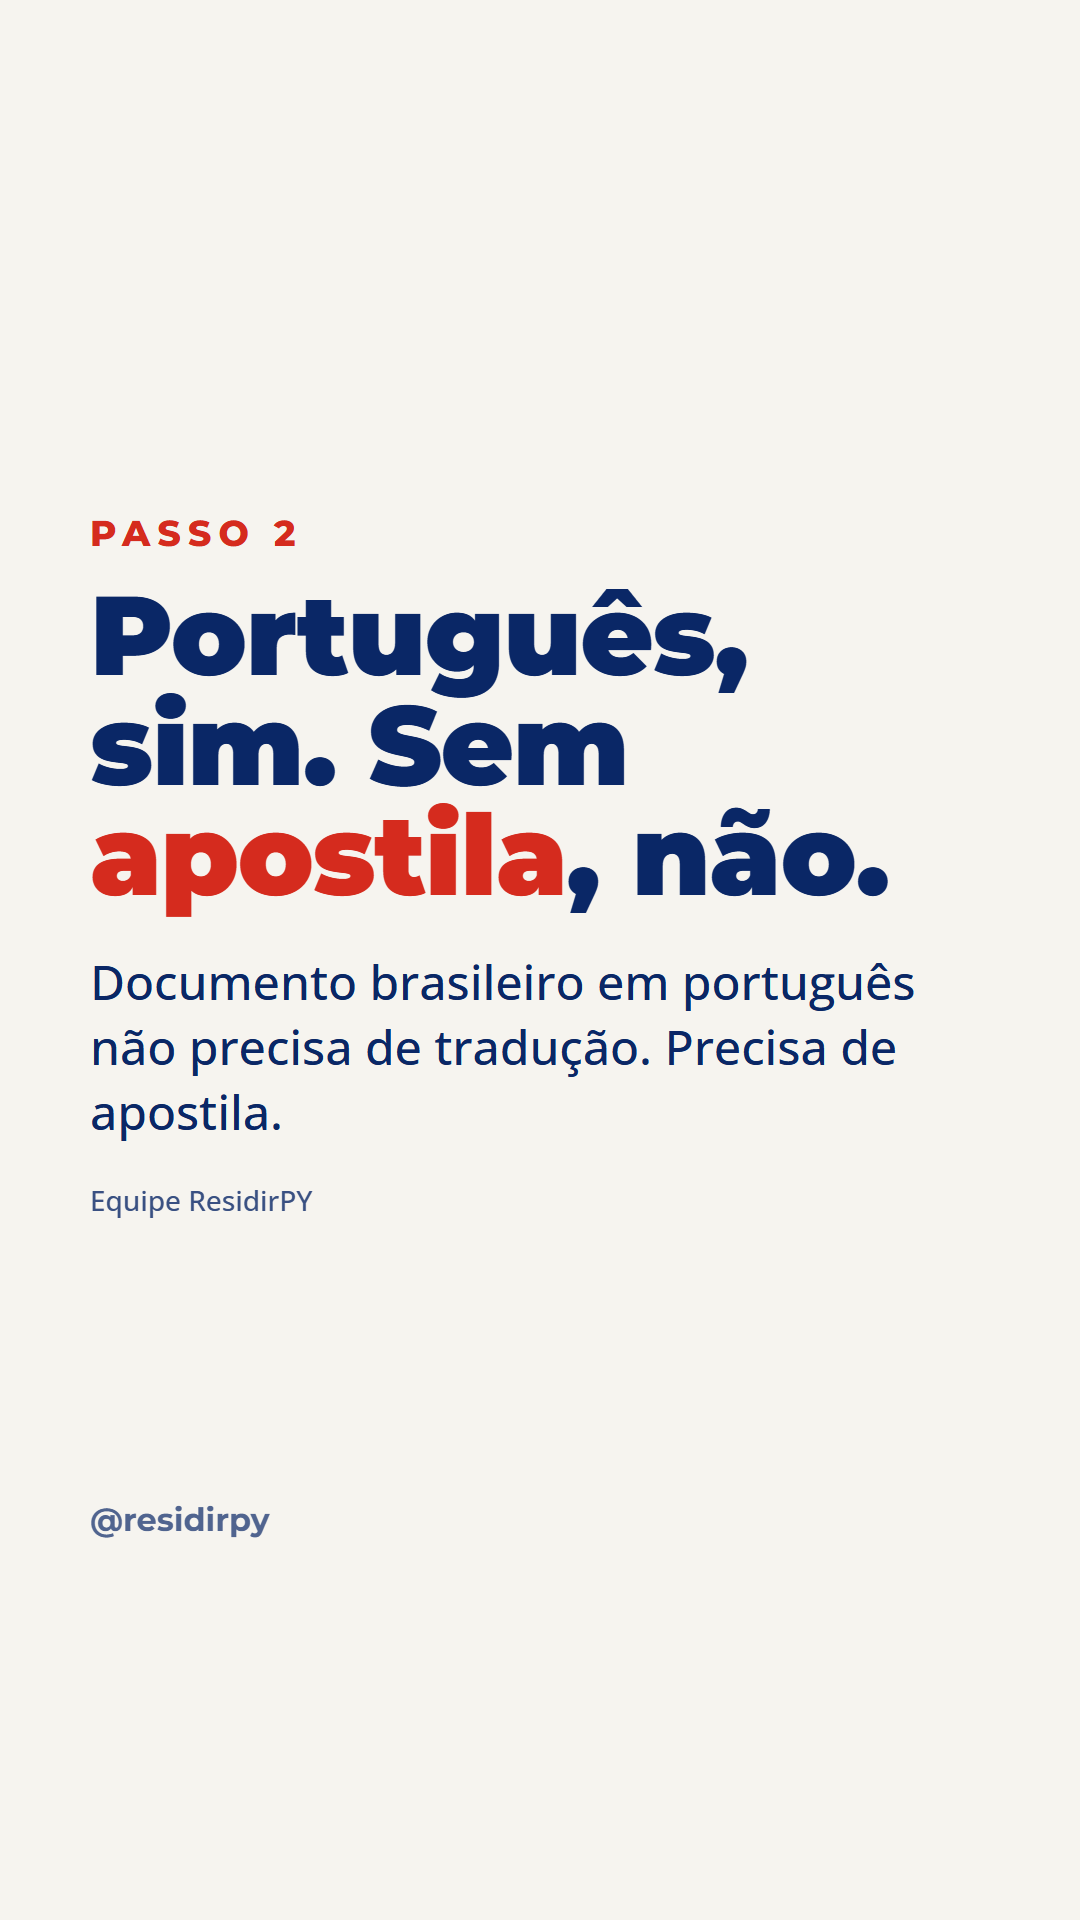 PASSO 2
Português,
sim. Sem
apostila, não.
Documento brasileiro em português
não precisa de tradução. Precisa de
apostila.
Equipe ResidirPY
@residirpy